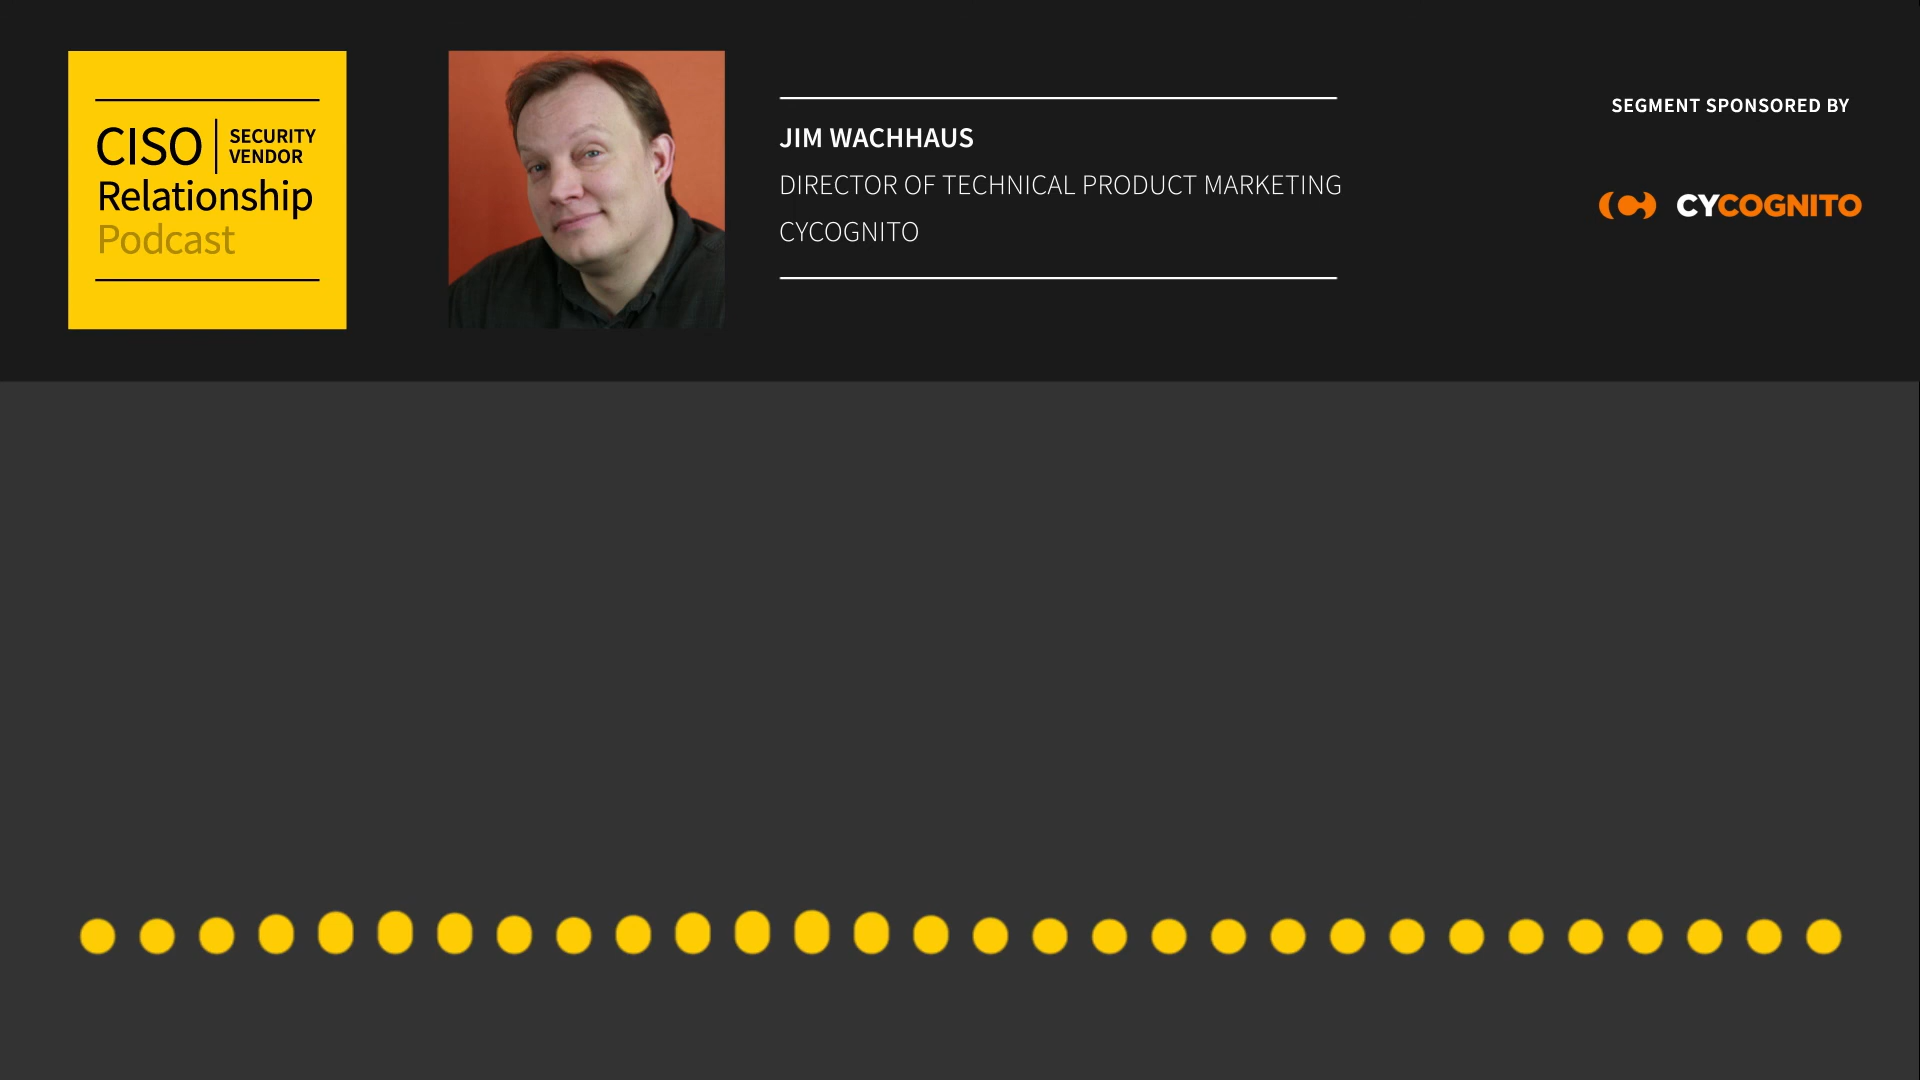 CISO
SECURITY
VENDOR
Relationship
Podcast
JIM WACHHAUS
DIRECTOR OF TECHNICAL PRODUCT MARKETING
CYCOGNITO
SEGMENT SPONSORED BY
CYCOGNITO